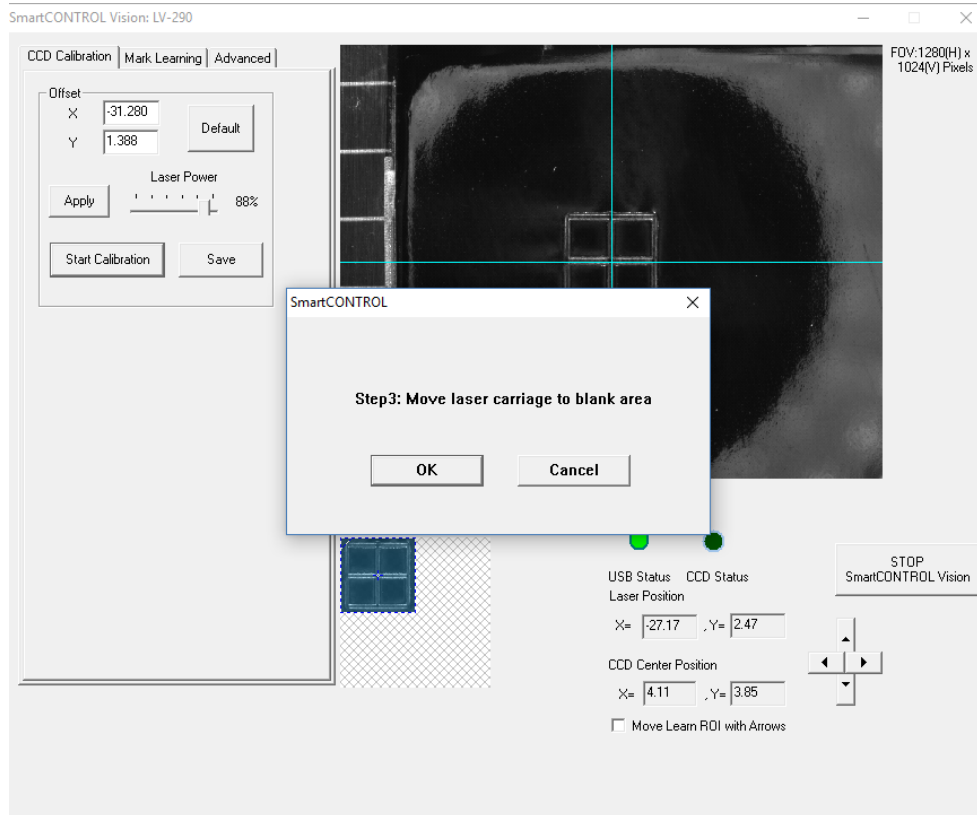 SmartCONTROL Vision: LV-290
CCD Calibration Mark Learning Advanced
FOV:1280(H) x
1024(V) Pixels
Offset
X -31.280
Default
Y 1.388
Laser Power
Apply 88%
Start Calibration Save
SmartCONTROL
Step3: Move laser carriage to blank area
OK Cancel
USB Status CCD Status
STOP
SmartCONTROL Vision
Laser Position
X= -27.17 ,Y= 2.47
CCD Center Position
X= 4.11 ,Y= 3.85
Move Learn ROI with Arrows